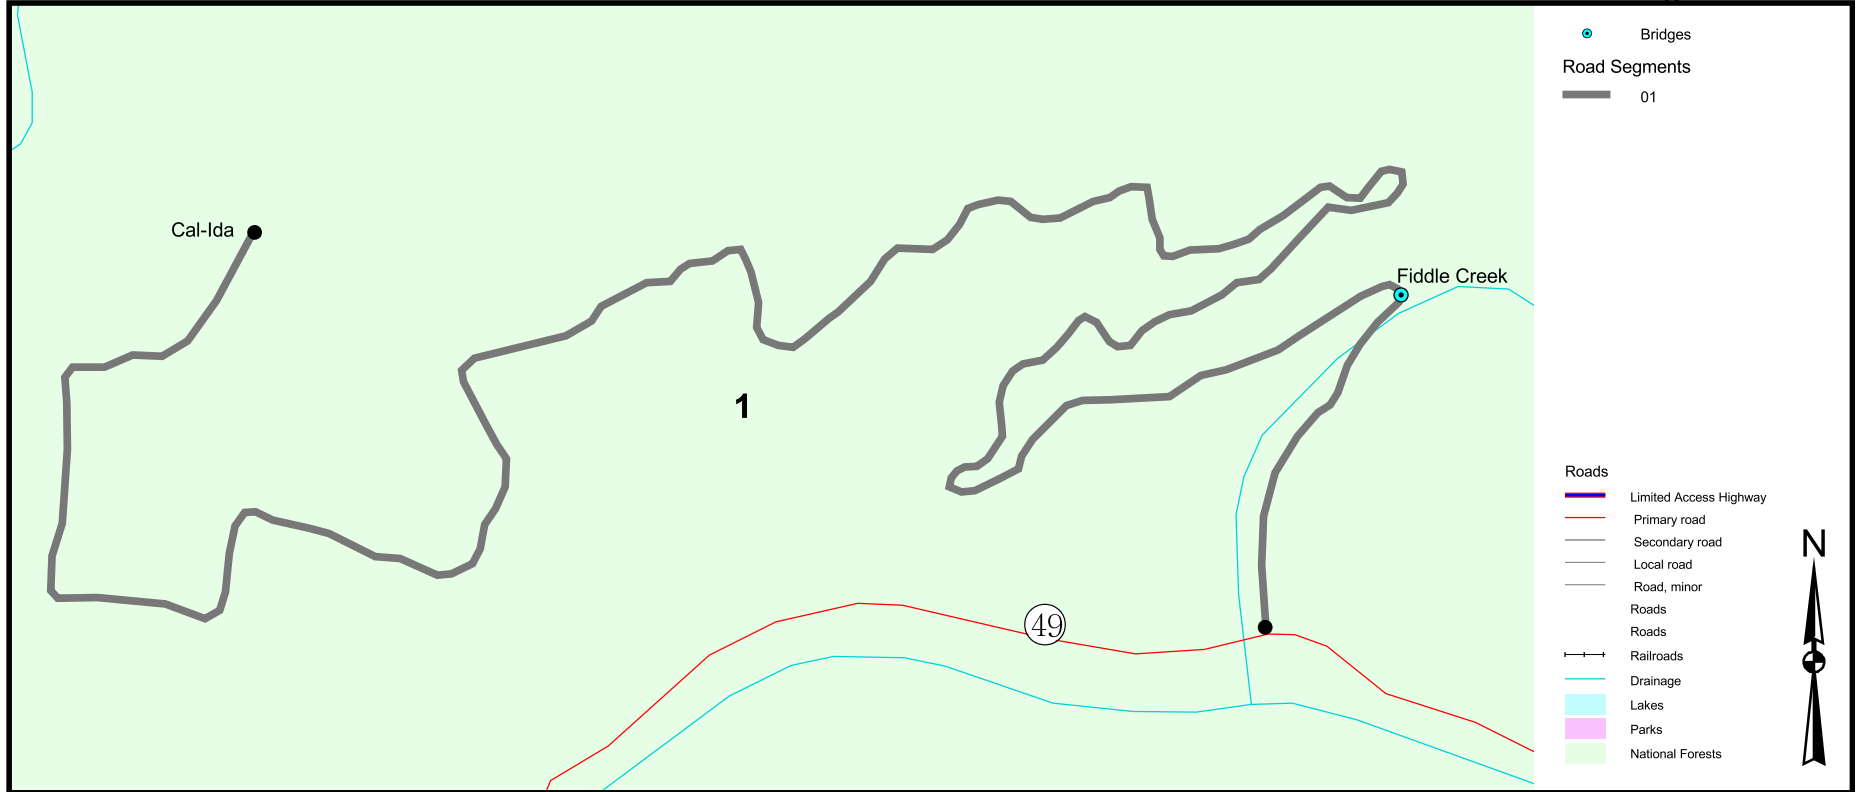 Bridges
Road Segments
01
Cal-Ida
Fiddle Creek
1
49
Roads
Limited Access Highway
Primary road
Secondary road
Local road
Road, minor
Roads
Roads
Railroads
Drainage
Lakes
Parks
National Forests
N